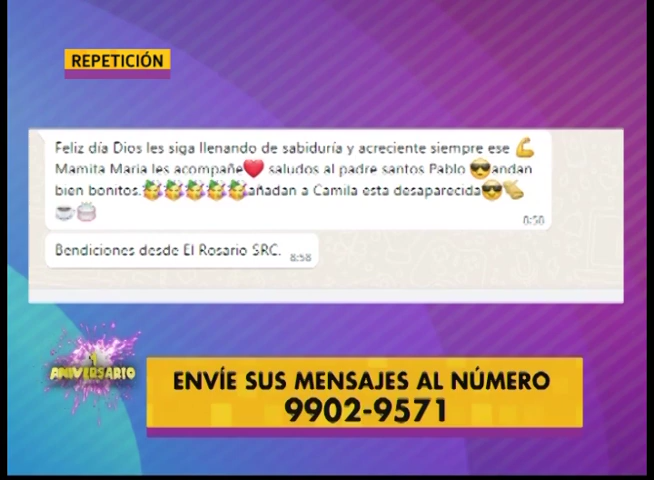 REPETICIÓN
Feliz día Dios les siga llenando de sabiduría y acreciente siempre ese 💪
Mamita Maria les acompañe❤️ saludos al padre santos Pablo 😎andan
bien bonitos.🥳🥳🥳🥳🥳añadan a Camila esta desaparecida😎
8:58
Bendiciones desde El Rosario SRC.
8:58
1
ANIVERSARIO
ENVÍE SUS MENSAJES AL NÚMERO
9902-9571